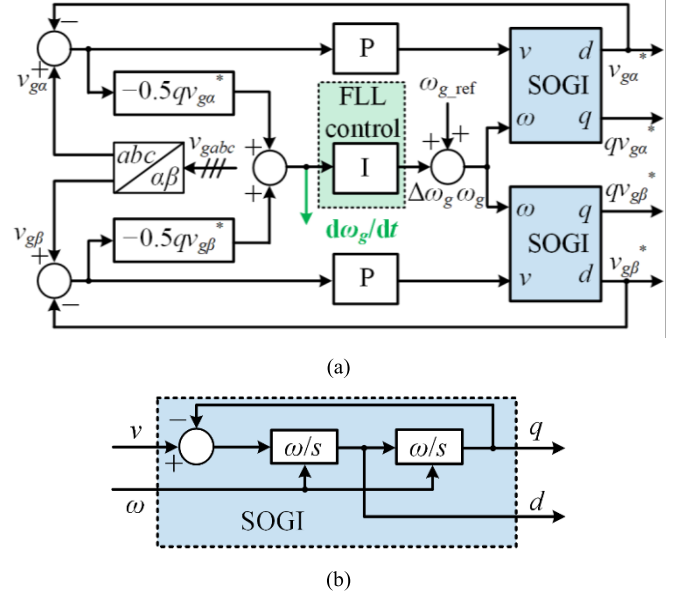 −
P
v d
vgα +
SOGI
vgα*
−0.5qvgα*
FLL
control
ωg_ref
ω q
qvgα*
abc
αβ
vgabc
+
+
I
+ +
Δωg ωg
qvgβ*
ω q
SOGI
dωg/dt
vgβ
+
−0.5qvgβ*
vgβ*
P
v d
−
(a)
−
v
+
ω/s
ω/s
q
ω
SOGI
d
(b)